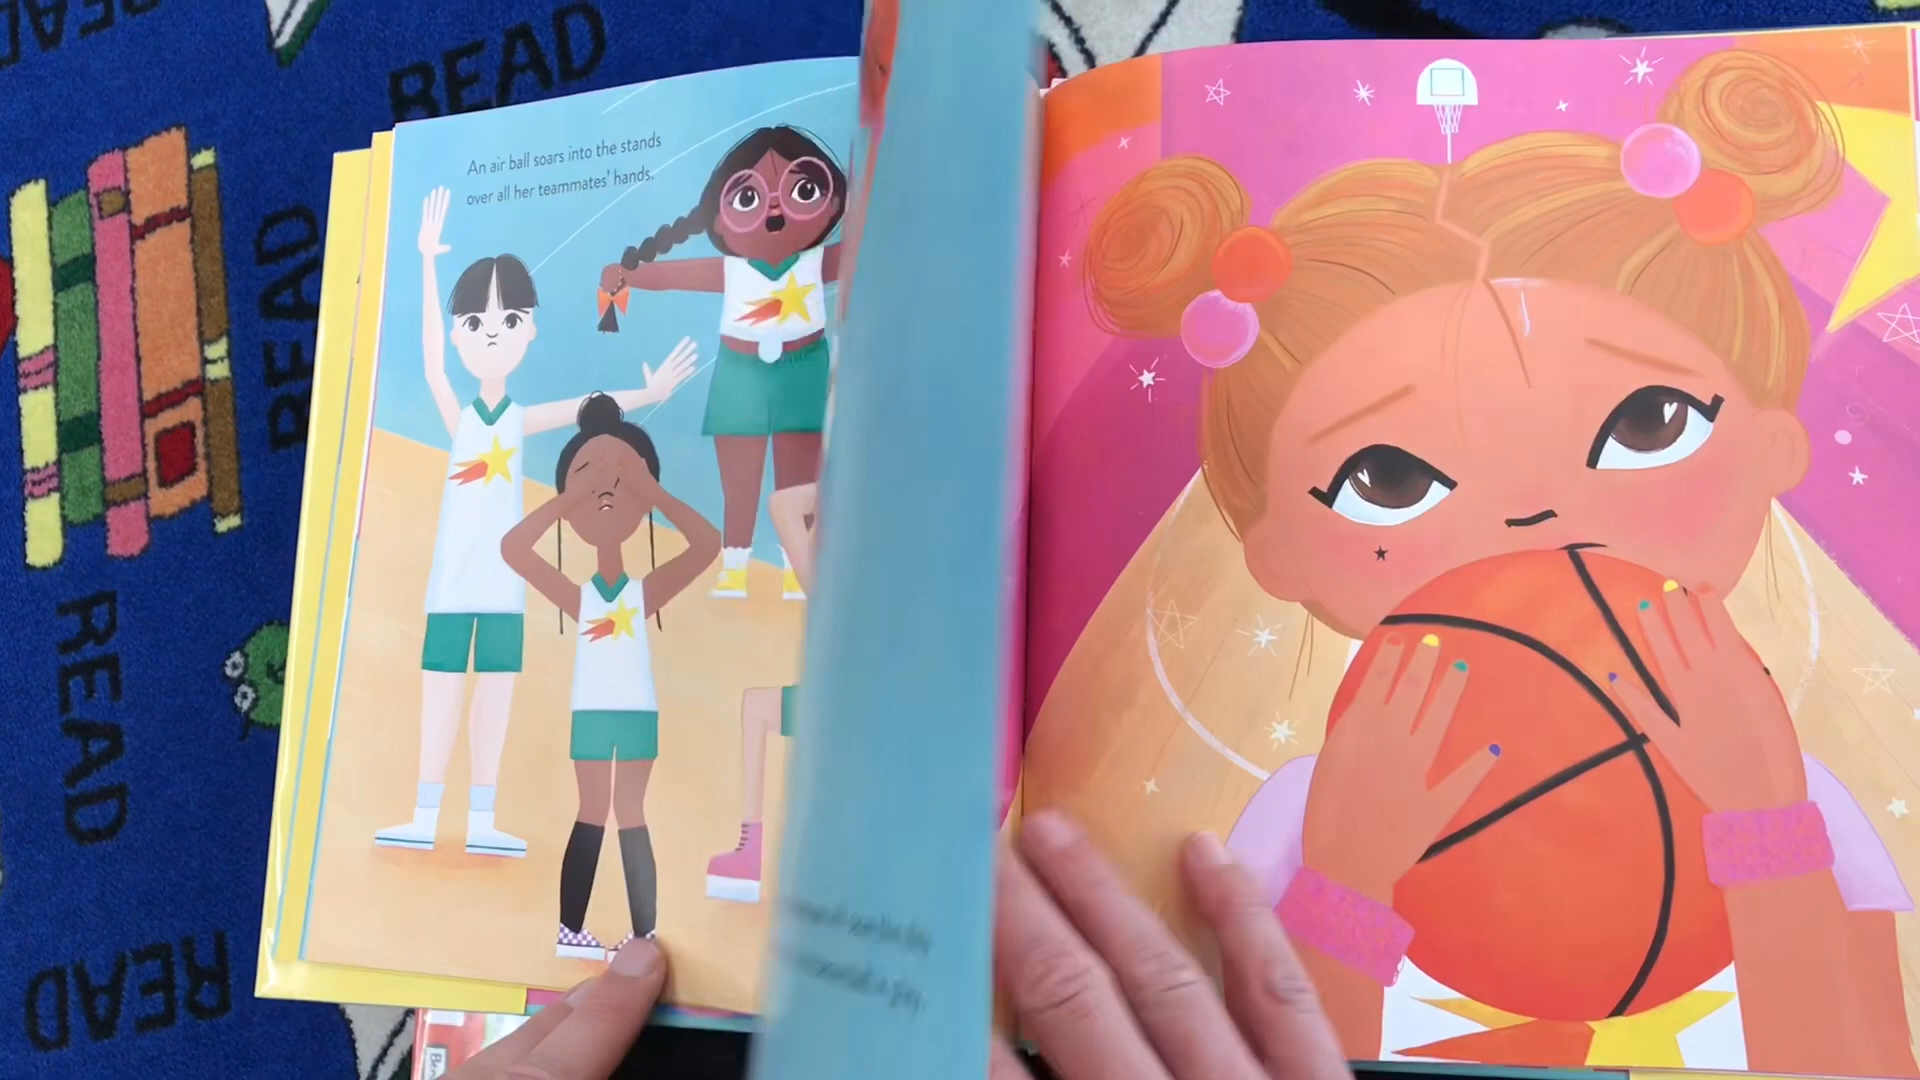 READ
READ
An air ball soars into the stands
over all her teammates' hands.
READ
READ
READ